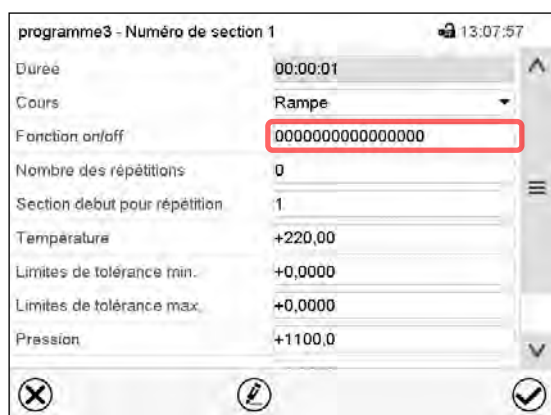 programme3 - Numéro de section 1 13:07:57
Durée 00:00:01
Cours Rampe
Fonction on/off 0000000000000000
Nombre des répétitions 0
Section début pour répétition 1
Température +220,00
Limites de tolérance min. +0,0000
Limites de tolérance max. +0,0000
Pression +1100,0